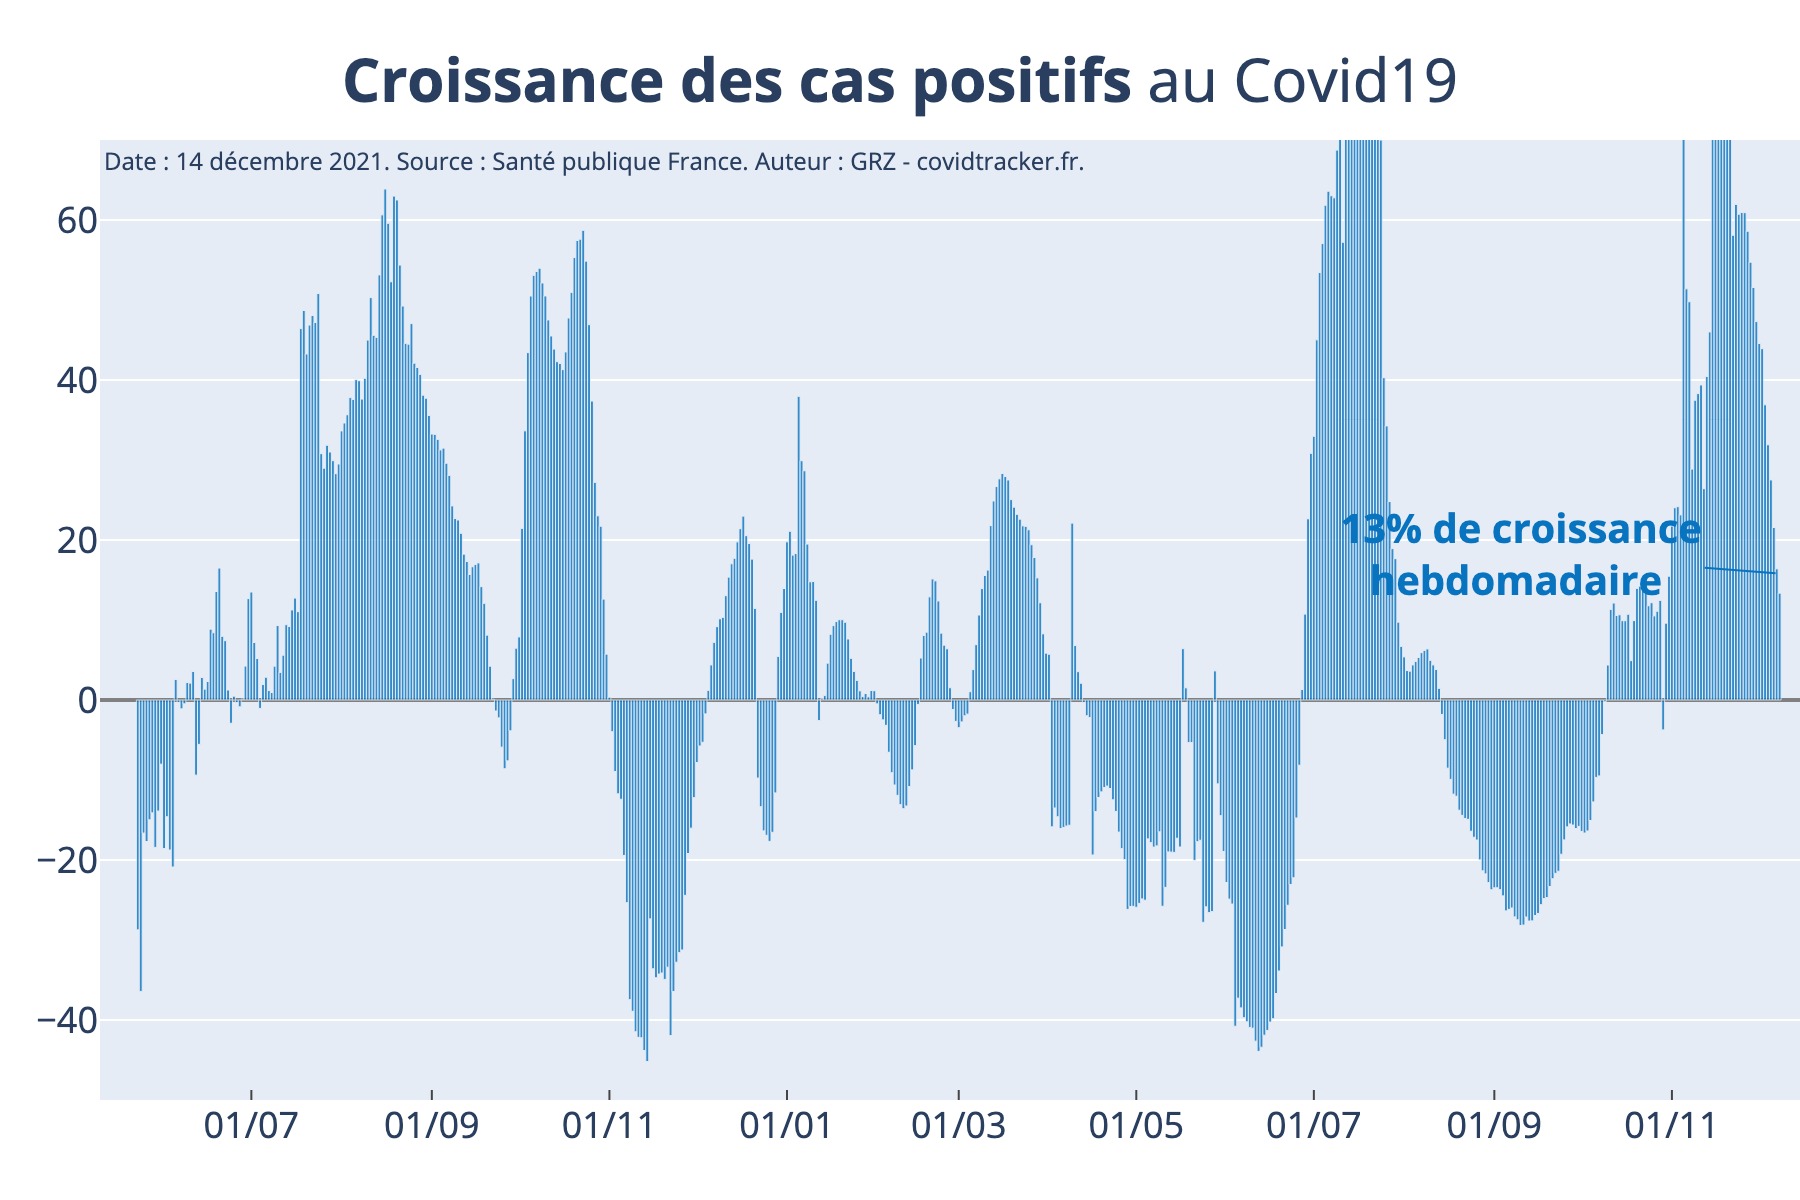 Croissance des cas positifs au Covid19
Date : 14 décembre 2021. Source : Santé publique France. Auteur : GRZ - covidtracker.fr.
60
40
20
0
−20
−40
13% de croissance
hebdomadaire
01/07 01/09 01/11 01/01 01/03 01/05 01/07 01/09 01/11